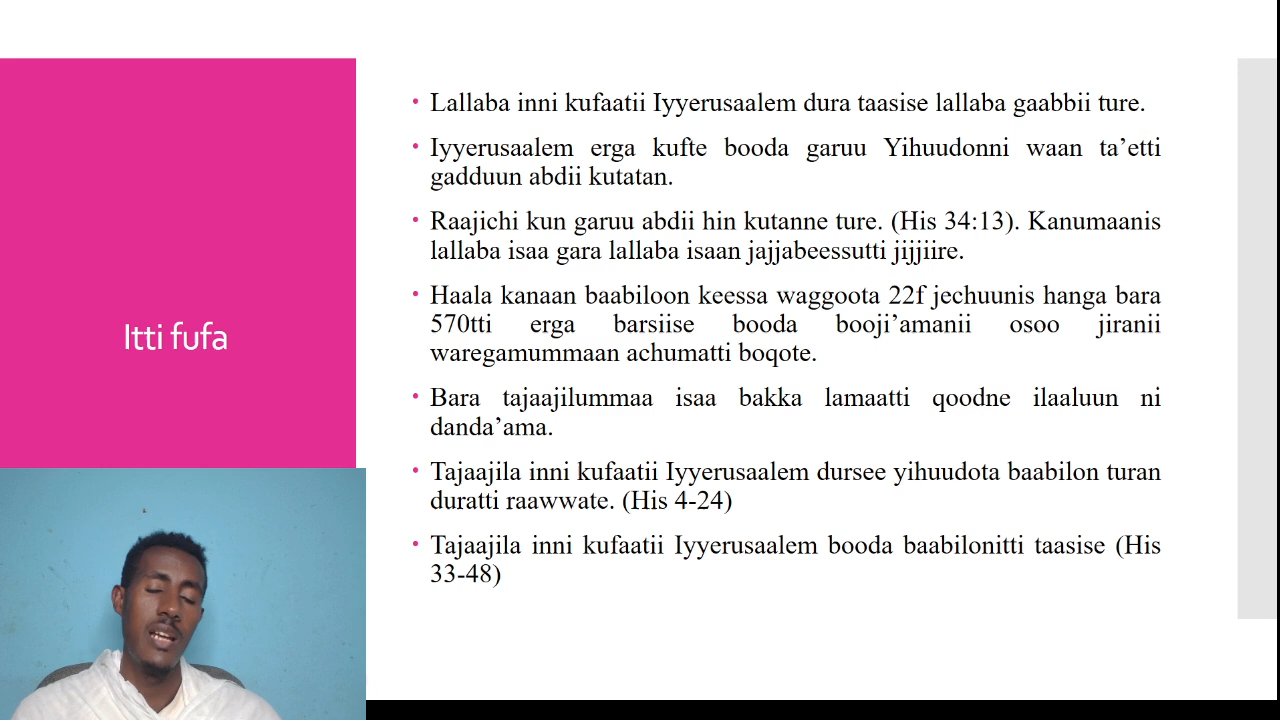 Itti fufa
• Lallaba inni kufaatii Iyyerusaalem dura taasise lallaba gaabbii ture.
• Iyyerusaalem erga kufte booda garuu Yihuudonni waan ta’etti
gadduun abdii kutatan.
• Raajichi kun garuu abdii hin kutanne ture. (His 34:13). Kanumaanis
lallaba isaa gara lallaba isaan jajjabeessutti jijjiire.
• Haala kanaan baabiloon keessa waggoota 22f jechuunis hanga bara
570tti erga barsiise booda booji’amanii osoo jiranii
waregamummaan achumatti boqote.
• Bara tajaajilummaa isaa bakka lamaatti qoodne ilaaluun ni
danda’ama.
• Tajaajila inni kufaatii Iyyerusaalem dursee yihuudota baabilon turan
duratti raawwate. (His 4-24)
• Tajaajila inni kufaatii Iyyerusaalem booda baabilonitti taasise (His
33-48)